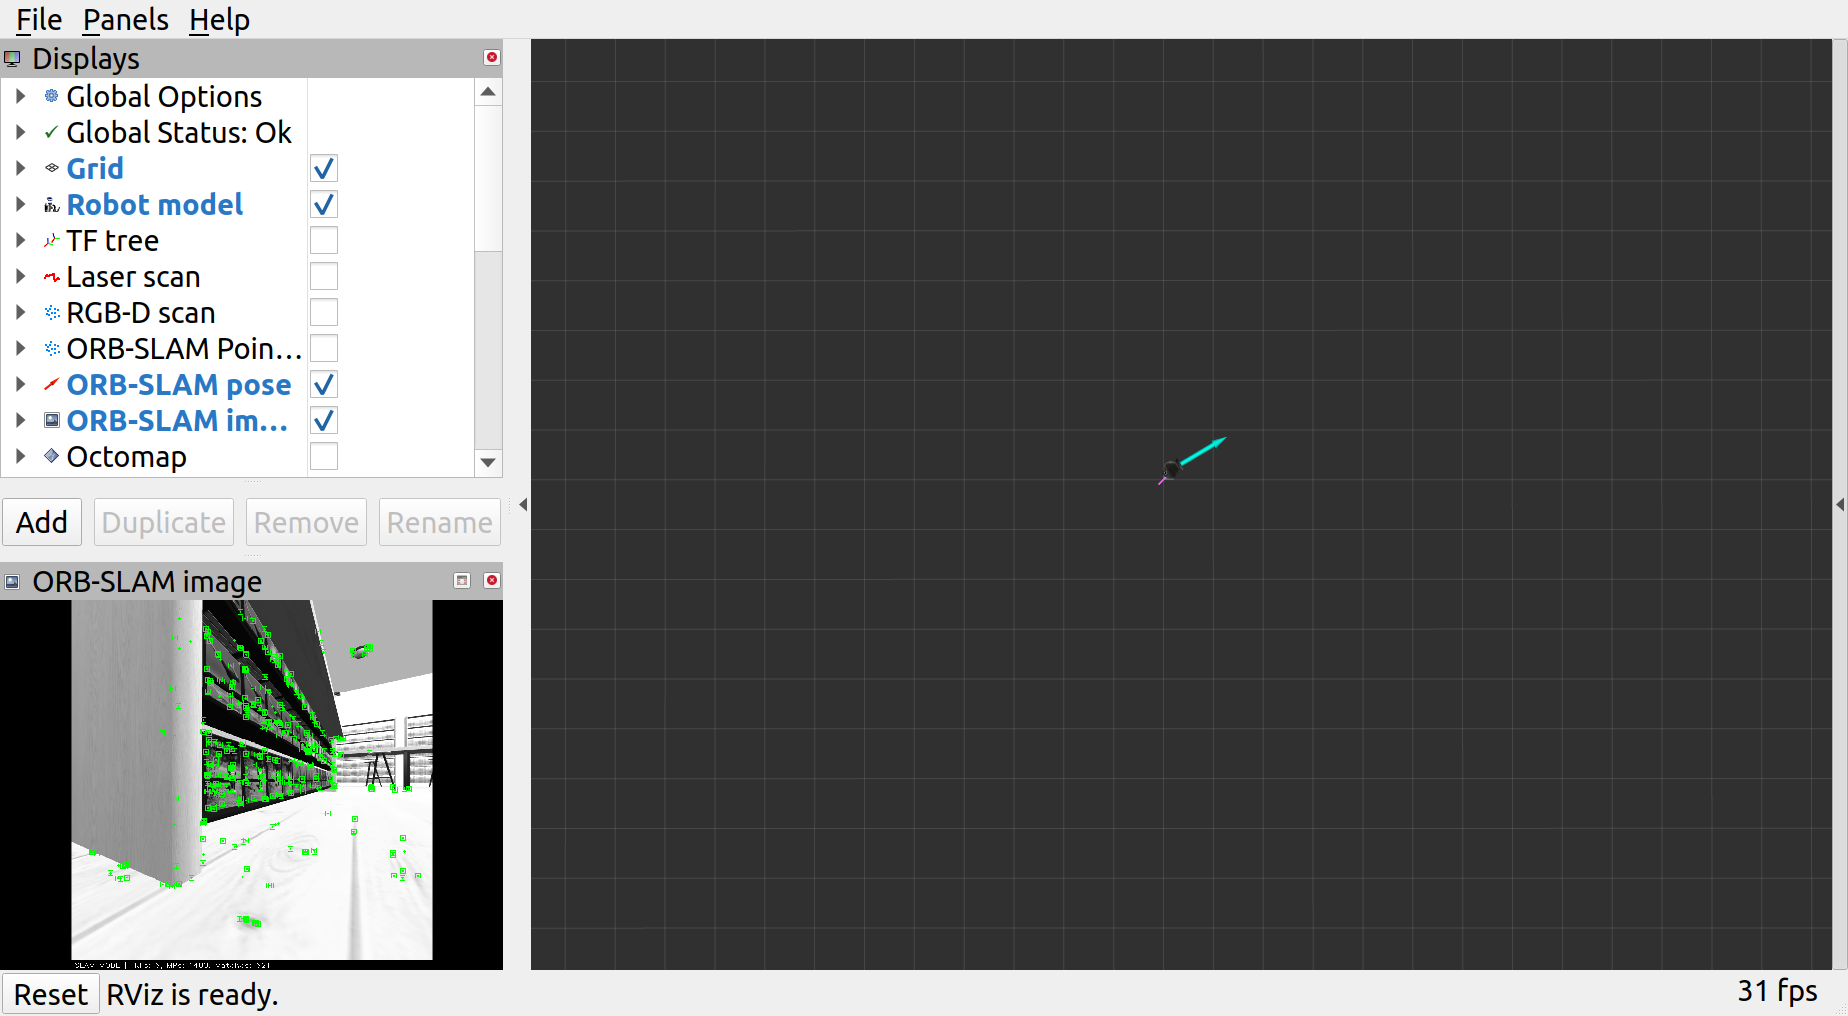 File Panels Help
Displays
Global Options
Global Status: Ok
Grid
Robot model
TF tree
Laser scan
RGB-D scan
ORB-SLAM Poin...
ORB-SLAM pose
ORB-SLAM im...
Octomap
Add Duplicate Remove Rename
ORB-SLAM image
SLAM MODE |
Reset RViz is ready.
31 fps